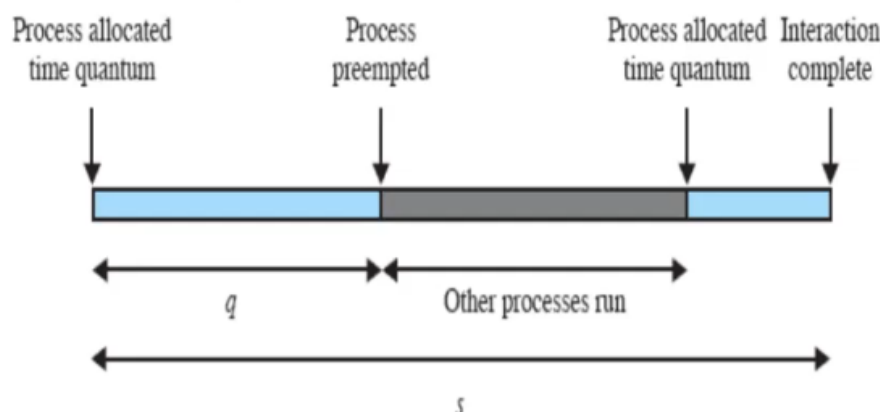 Process allocated
time quantum
Process
preempted
Process allocated
time quantum
Interaction
complete
q
Other processes run
s